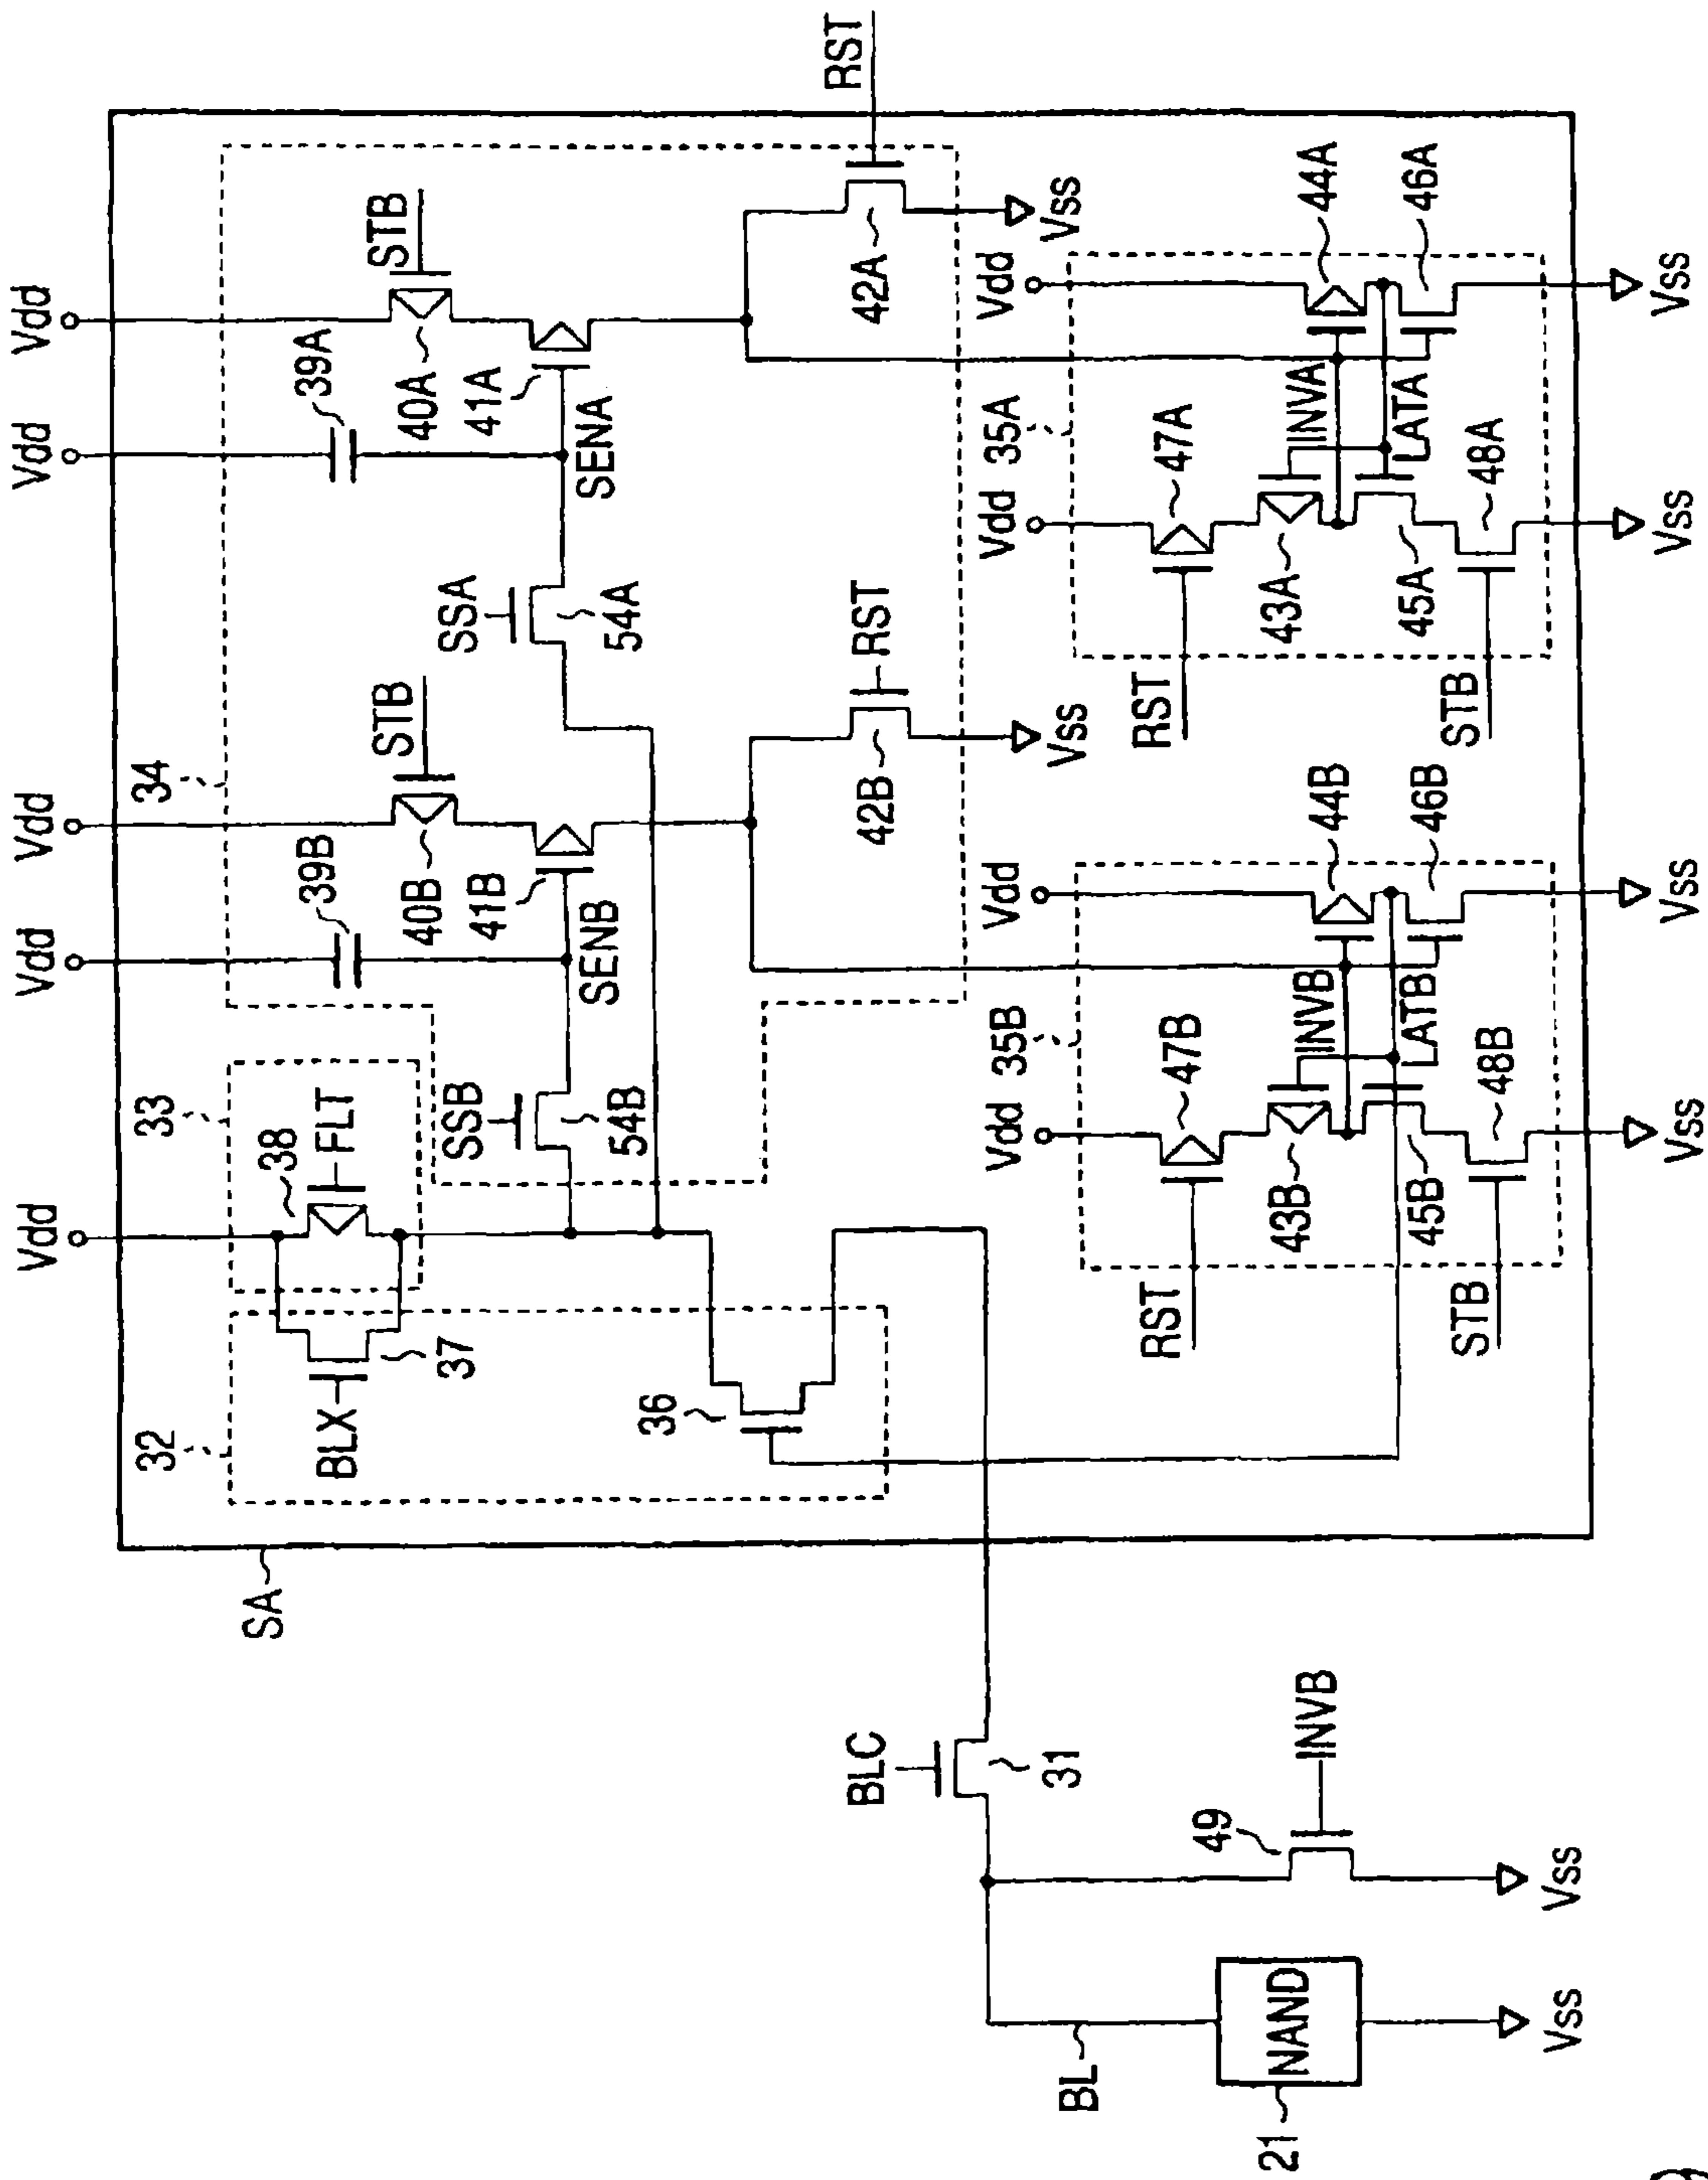 Vdd Vdd Vdd Vdd Vdd
32 33 34
SA
38
39B 39A
BLX FLT
STB STB
40B 40A
37
SSB SSA
41B 41A
SENB SENA
54B 54A
36
RST
BLC 42B RST 42A
Vdd 35B Vdd Vdd 35A Vdd
31 Vss Vss
BL
RST 47B RST 47A
49
21 NAND INVB 43B INVB 44B 43A INVA 44A
45B LATB 46B 45A LATA 46A
STB 48B STB 48A
Vss Vss
Vss Vss Vss Vss